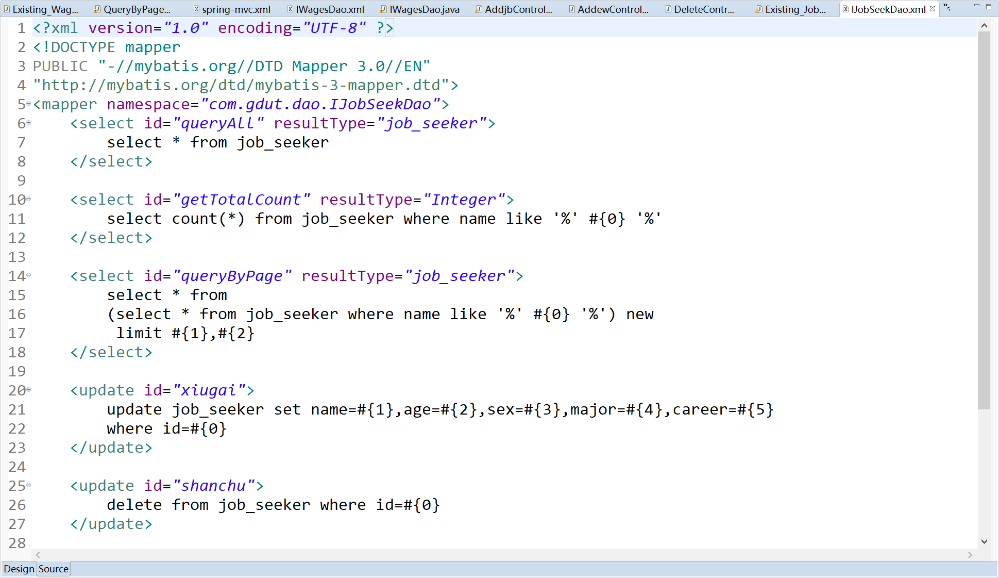 Existing_Wag... QueryByPage... spring-mvc.xml IWagesDao.xml IWagesDao.java AddjbControl... AddewControl... DeleteContr... Existing_Job... IJobSeekDao.xml »5
1 <?xml version="1.0" encoding="UTF-8" ?>
2 <!DOCTYPE mapper
3 PUBLIC "-//mybatis.org//DTD Mapper 3.0//EN"
4 "http://mybatis.org/dtd/mybatis-3-mapper.dtd">
5 <mapper namespace="com.gdut.dao.IJobSeekDao">
6     <select id="queryAll" resultType="job_seeker">
7         select * from job_seeker
8     </select>
9
10     <select id="getTotalCount" resultType="Integer">
11         select count(*) from job_seeker where name like '%' #{0} '%'
12     </select>
13
14     <select id="queryByPage" resultType="job_seeker">
15         select * from
16         (select * from job_seeker where name like '%' #{0} '%') new
17          limit #{1},#{2}
18     </select>
19
20     <update id="xiugai">
21         update job_seeker set name=#{1},age=#{2},sex=#{3},major=#{4},career=#{5}
22         where id=#{0}
23     </update>
24
25     <update id="shanchu">
26         delete from job_seeker where id=#{0}
27     </update>
28
Design Source